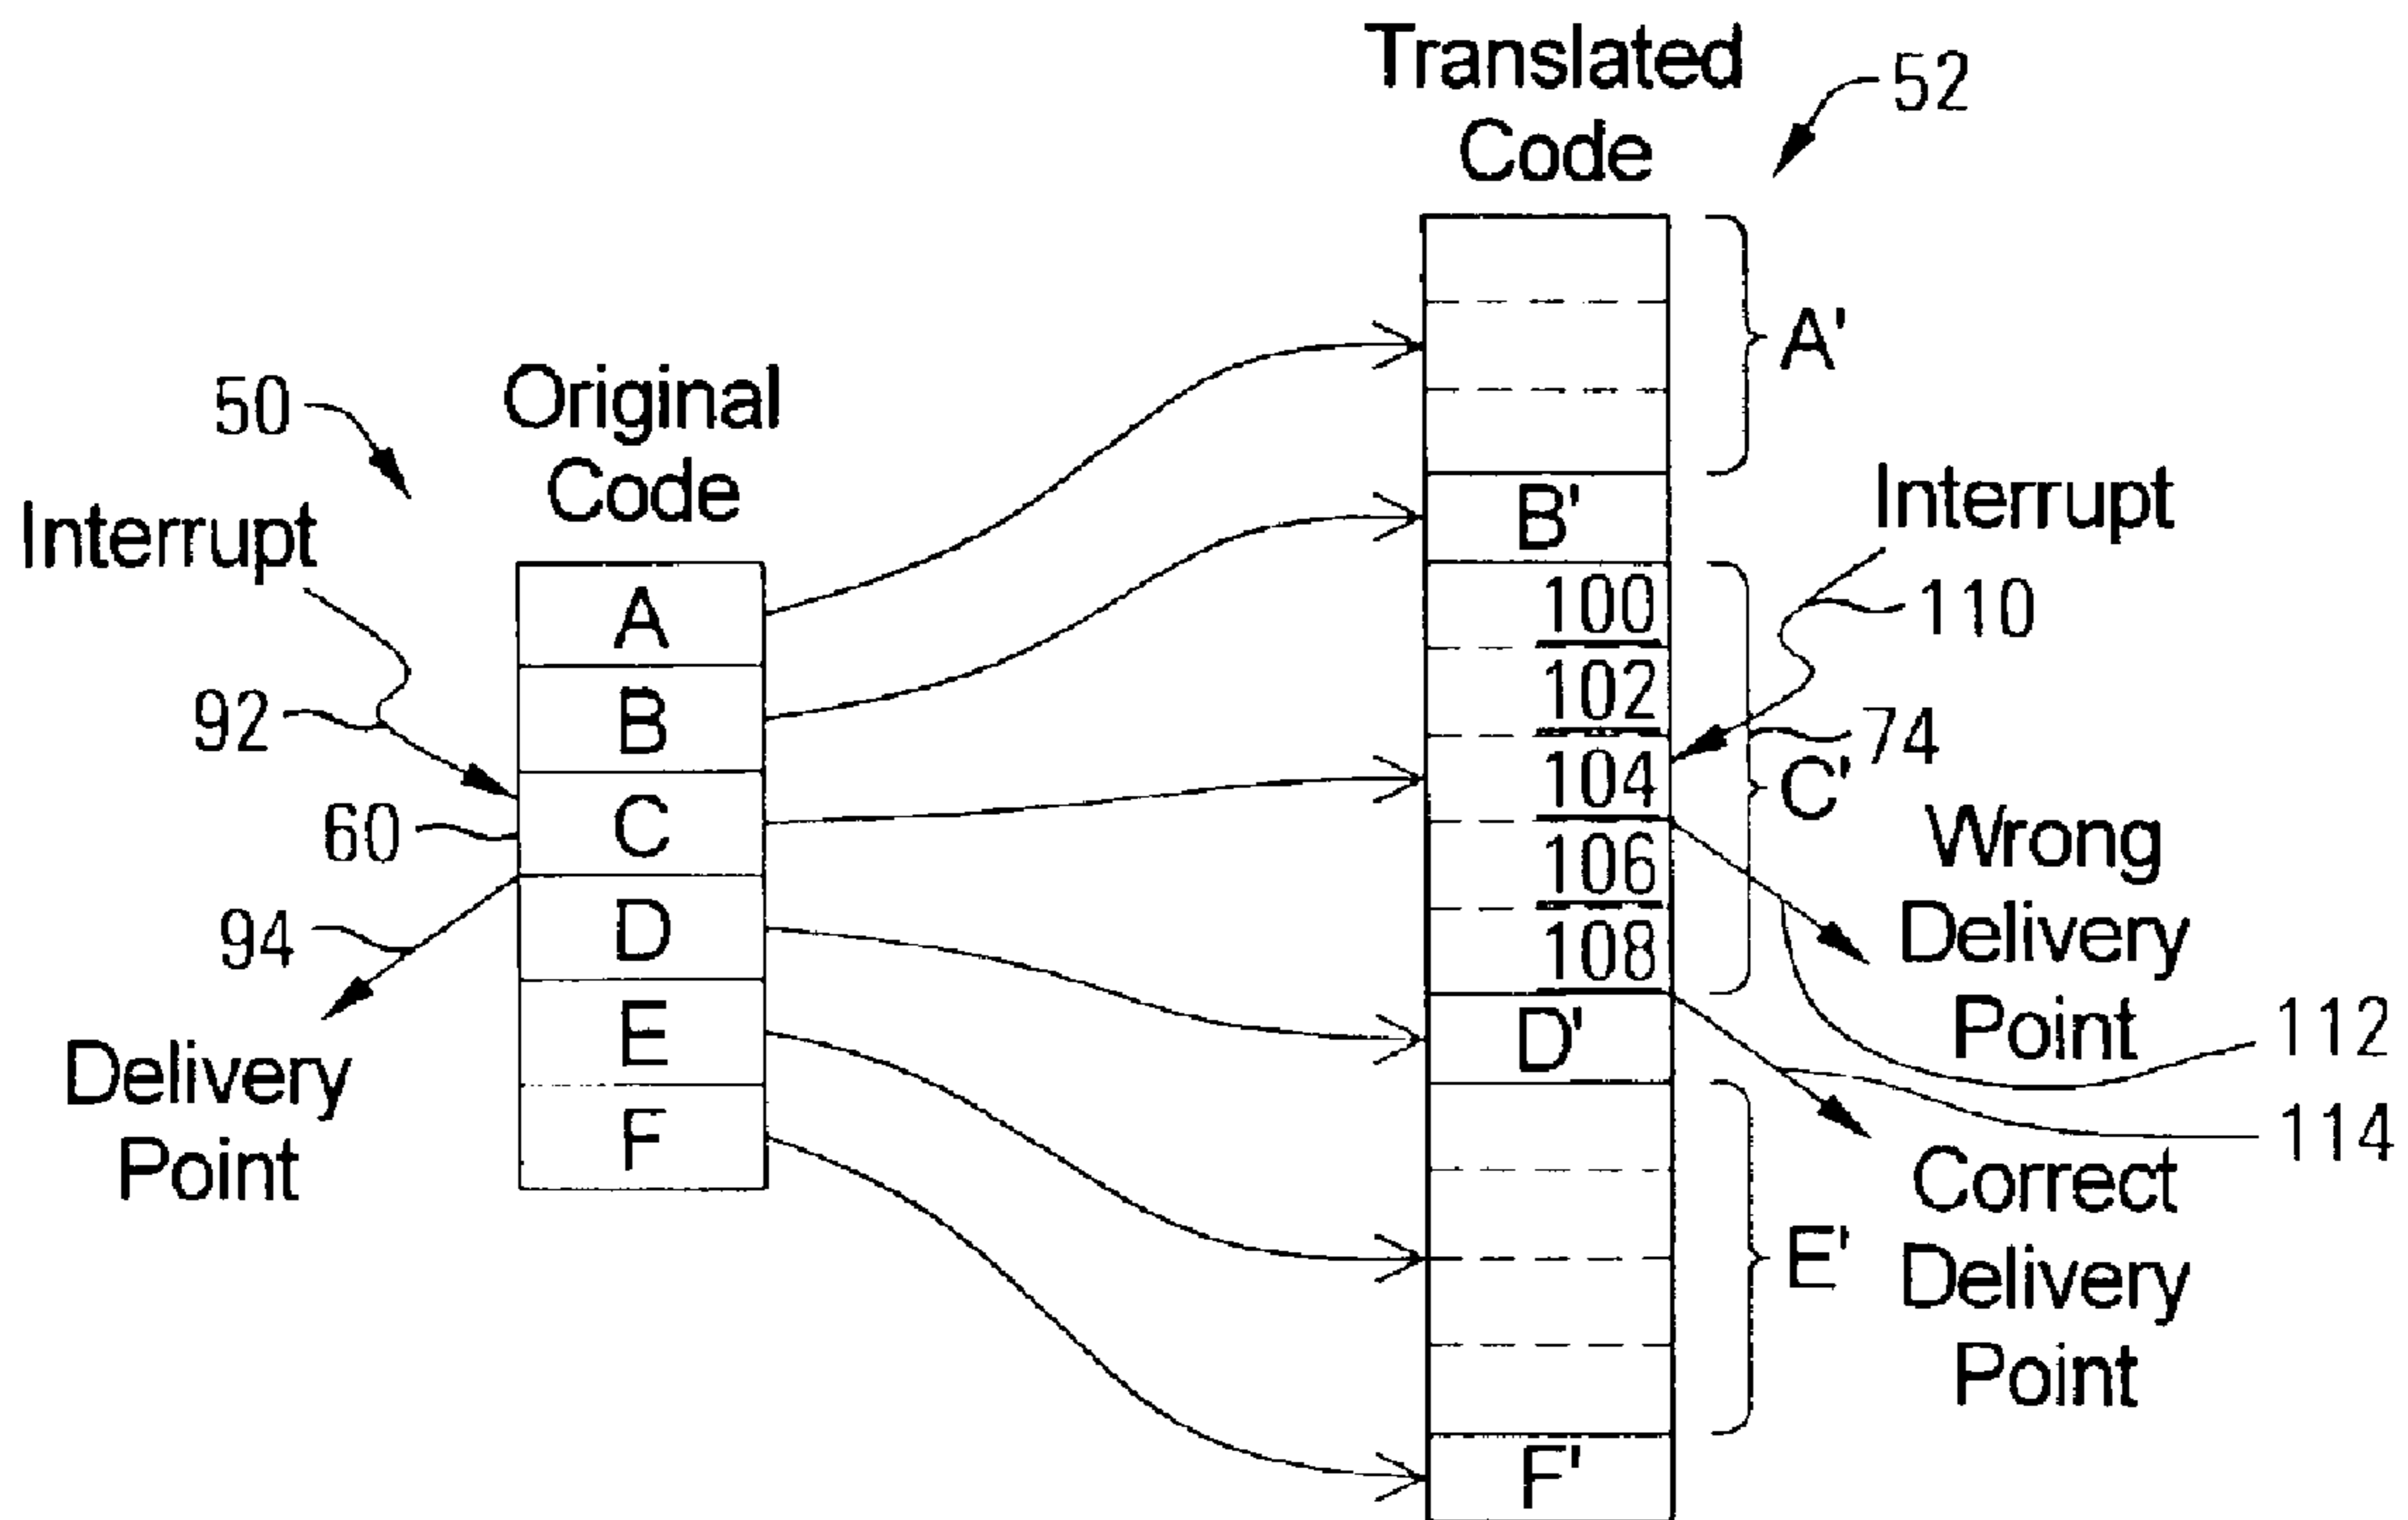 Translated
Code
52
A'
50
Original
Code
Interrupt
Interrupt
B'
110
A
100
B
102
92
74
C
104
C'
60
106
Wrong
Delivery
Point
D
108
94
E
D'
112
Delivery
Point
F
114
Correct
Delivery
Point
E'
F'